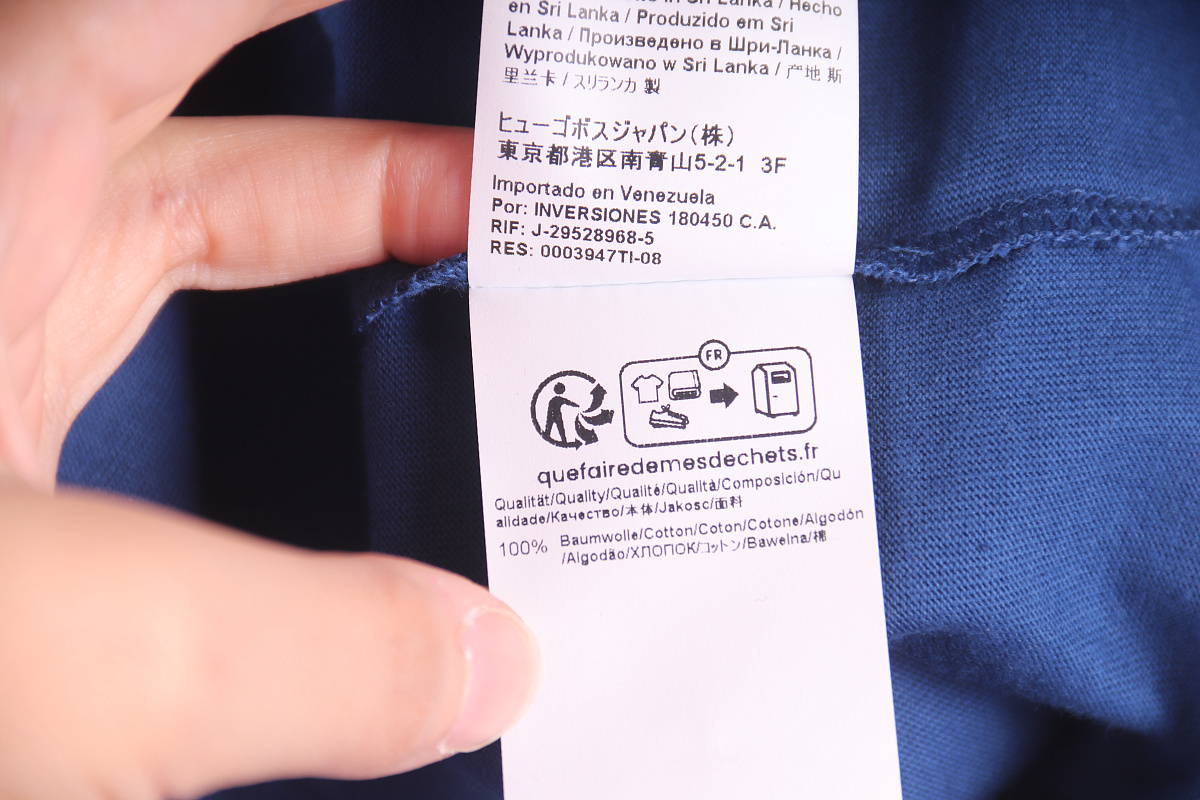 in Sri Lanka / Hecho
en Sri Lanka / Produzido em Sri
Lanka / Произведено в Шри-Ланка /
Wyprodukowano w Sri Lanka / 产地 斯
里兰卡 / スリランカ 製
ヒューゴボスジャパン(株)
東京都港区南青山5-2-1 3F
Importado en Venezuela
Por: INVERSIONES 180450 C.A.
RIF: J-29528968-5
RES: 0003947TI-08
FR
quefairedemesdechets.fr
Qualität/Quality/Qualité/Qualità/Composición/Qu
alidade/Качество/本体/Jakosc/面料
100% Baumwolle/Cotton/Coton/Cotone/Algodón
/Algodão/ХЛОПОК/コットン/Bawelna/棉